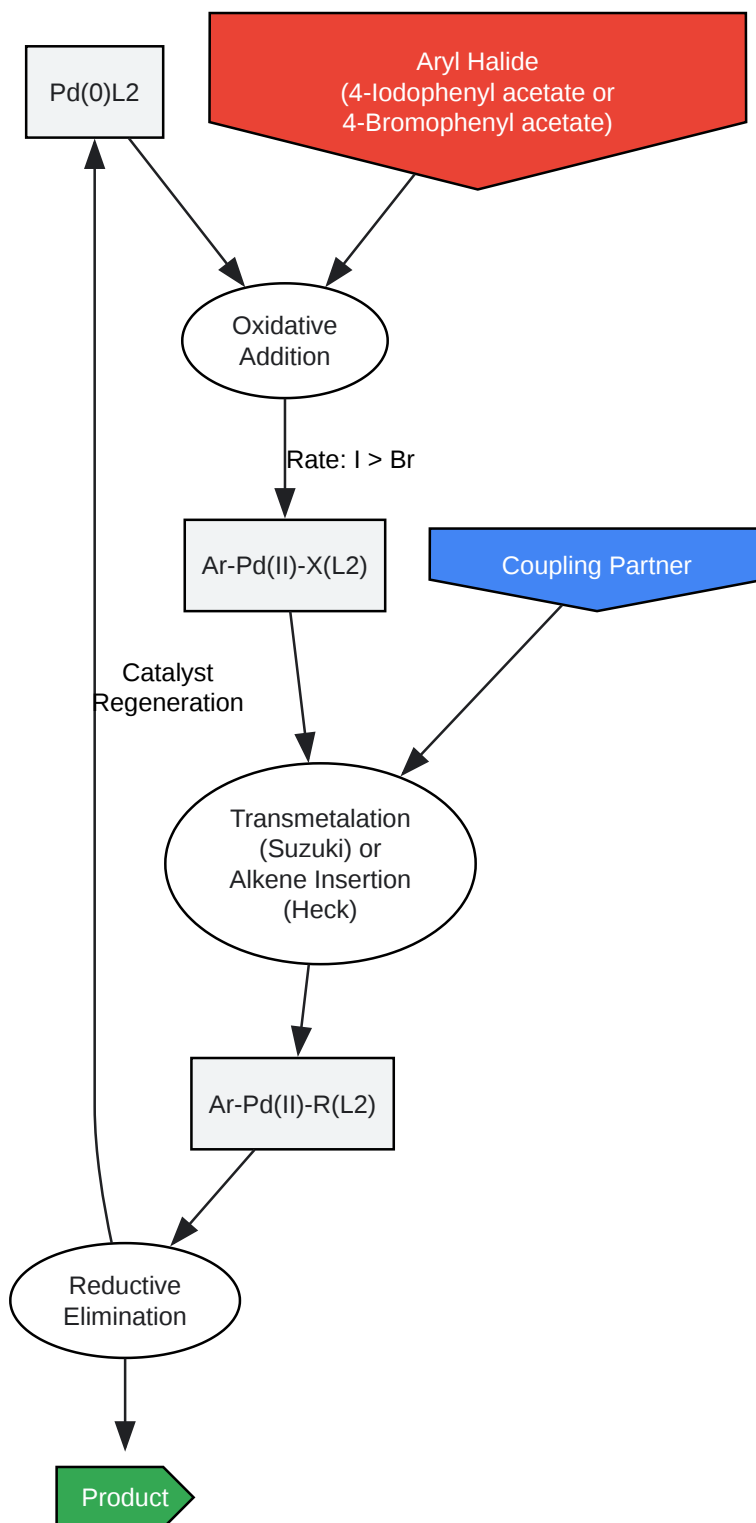 Pd(0)L2
Aryl Halide
(4-Iodophenyl acetate or
4-Bromophenyl acetate)
Oxidative
Addition
Rate: I > Br
Ar-Pd(II)-X(L2)
Coupling Partner
Catalyst
Regeneration
Transmetalation
(Suzuki) or
Alkene Insertion
(Heck)
Ar-Pd(II)-R(L2)
Reductive
Elimination
Product